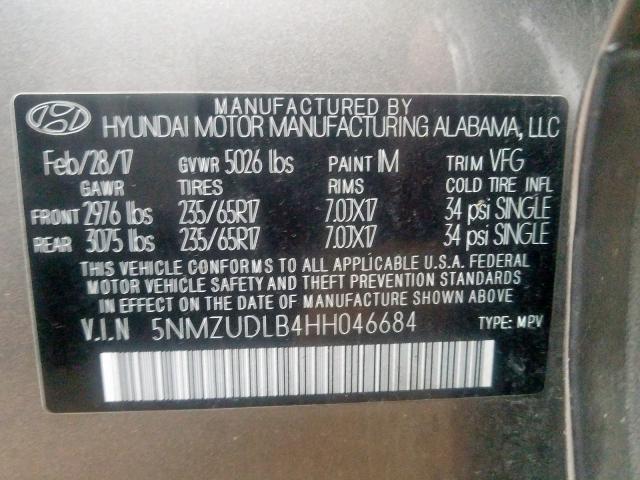 MANUFACTURED BY
HYUNDAI MOTOR MANUFACTURING ALABAMA, LLC
Feb/28/17 GVWR 5026 lbs PAINT IM TRIM VFG
GAWR TIRES RIMS COLD TIRE INFL
FRONT 2976 lbs 235/65R17 7.0JX17 34 psi SINGLE
REAR 3075 lbs 235/65R17 7.0JX17 34 psi SINGLE
THIS VEHICLE CONFORMS TO ALL APPLICABLE U.S.A. FEDERAL
MOTOR VEHICLE SAFETY AND THEFT PREVENTION STANDARDS
IN EFFECT ON THE DATE OF MANUFACTURE SHOWN ABOVE
V.I.N 5NMZUDLB4HH046684 TYPE: MPV